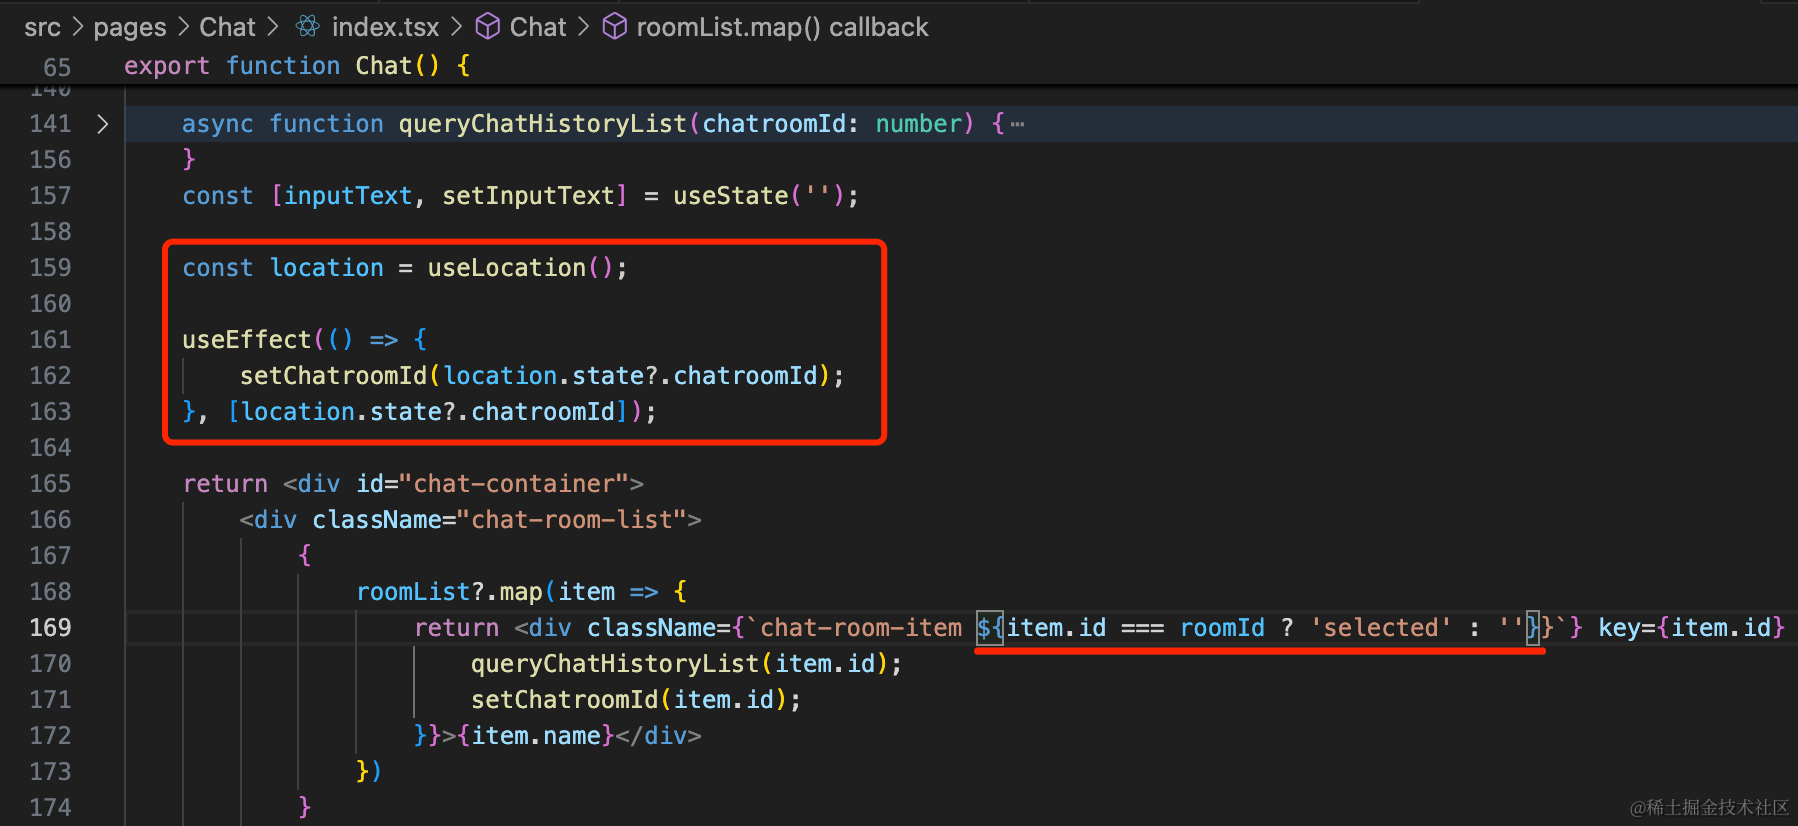 src > pages > Chat > index.tsx > Chat > roomList.map() callback
65 export function Chat() {
140
141 > async function queryChatHistoryList(chatroomId: number) {…
156 }
157 const [inputText, setInputText] = useState('');
158
159 const location = useLocation();
160
161 useEffect(() => {
162 setChatroomId(location.state?.chatroomId);
163 }, [location.state?.chatroomId]);
164
165 return <div id="chat-container">
166 <div className="chat-room-list">
167 {
168 roomList?.map(item => {
169 return <div className={`chat-room-item ${item.id === roomId ? 'selected' : ''}}`} key={item.id}
170 queryChatHistoryList(item.id);
171 setChatroomId(item.id);
172 }}>{item.name}</div>
173 })
174 }
@稀土掘金技术社区